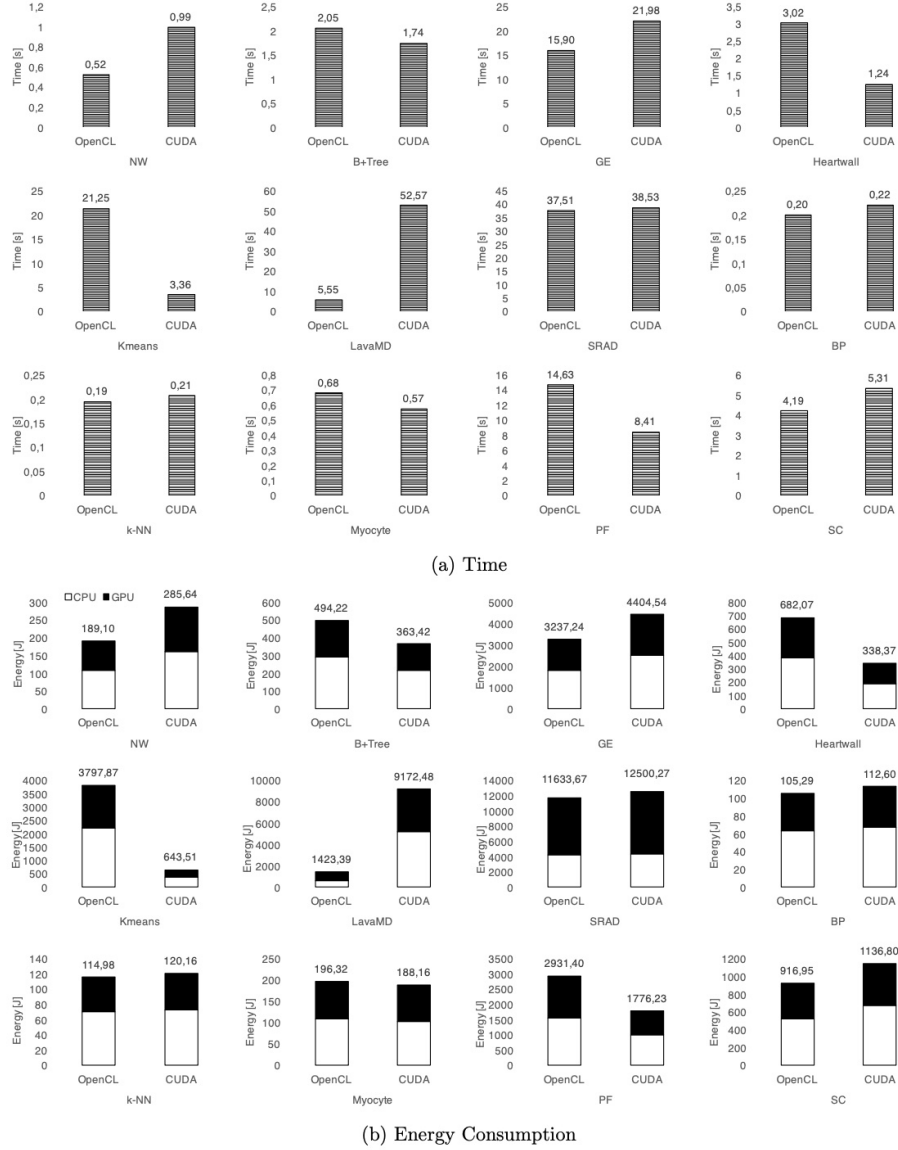 0,99
0,52
1,2
1
0,8
0,6
0,4
0,2
0
Time [s]
OpenCL CUDA
NW
2,05
1,74
2,5
2
1,5
1
0,5
0
Time [s]
OpenCL CUDA
B+Tree
21,98
15,90
25
20
15
10
5
0
Time [s]
OpenCL CUDA
GE
3,02
1,24
3,5
3
2,5
2
1,5
1
0,5
0
Time [s]
OpenCL CUDA
Heartwall
21,25
3,36
25
20
15
10
5
0
Time [s]
OpenCL CUDA
Kmeans
52,57
5,55
60
50
40
30
20
10
0
Time [s]
OpenCL CUDA
LavaMD
37,51
38,53
45
40
35
30
25
20
15
10
5
0
Time [s]
OpenCL CUDA
SRAD
0,20
0,22
0,25
0,2
0,15
0,1
0,05
0
Time [s]
OpenCL CUDA
BP
0,19
0,21
0,25
0,2
0,15
0,1
0,05
0
Time [s]
OpenCL CUDA
k-NN
0,68
0,57
0,8
0,7
0,6
0,5
0,4
0,3
0,2
0,1
0
Time [s]
OpenCL CUDA
Myocyte
14,63
8,41
16
14
12
10
8
6
4
2
0
Time [s]
OpenCL CUDA
PF
4,19
5,31
6
5
4
3
2
1
0
Time [s]
OpenCL CUDA
SC
(a) Time
CPU GPU
189,10
285,64
300
250
200
150
100
50
0
Energy [J]
OpenCL CUDA
NW
494,22
363,42
600
500
400
300
200
100
0
Energy [J]
OpenCL CUDA
B+Tree
3237,24
4404,54
5000
4000
3000
2000
1000
0
Energy [J]
OpenCL CUDA
GE
682,07
338,37
800
700
600
500
400
300
200
100
0
Energy [J]
OpenCL CUDA
Heartwall
3797,87
643,51
4000
3500
3000
2500
2000
1500
1000
500
0
Energy [J]
OpenCL CUDA
Kmeans
1423,39
9172,48
10000
8000
6000
4000
2000
0
Energy [J]
OpenCL CUDA
LavaMD
11633,67
12500,27
14000
12000
10000
8000
6000
4000
2000
0
Energy [J]
OpenCL CUDA
SRAD
105,29
112,60
120
100
80
60
40
20
0
Energy [J]
OpenCL CUDA
BP
114,98
120,16
140
120
100
80
60
40
20
0
Energy [J]
OpenCL CUDA
k-NN
196,32
188,16
250
200
150
100
50
0
Energy [J]
OpenCL CUDA
Myocyte
2931,40
1776,23
3500
3000
2500
2000
1500
1000
500
0
Energy [J]
OpenCL CUDA
PF
916,95
1136,80
1200
1000
800
600
400
200
0
Energy [J]
OpenCL CUDA
SC
(b) Energy Consumption